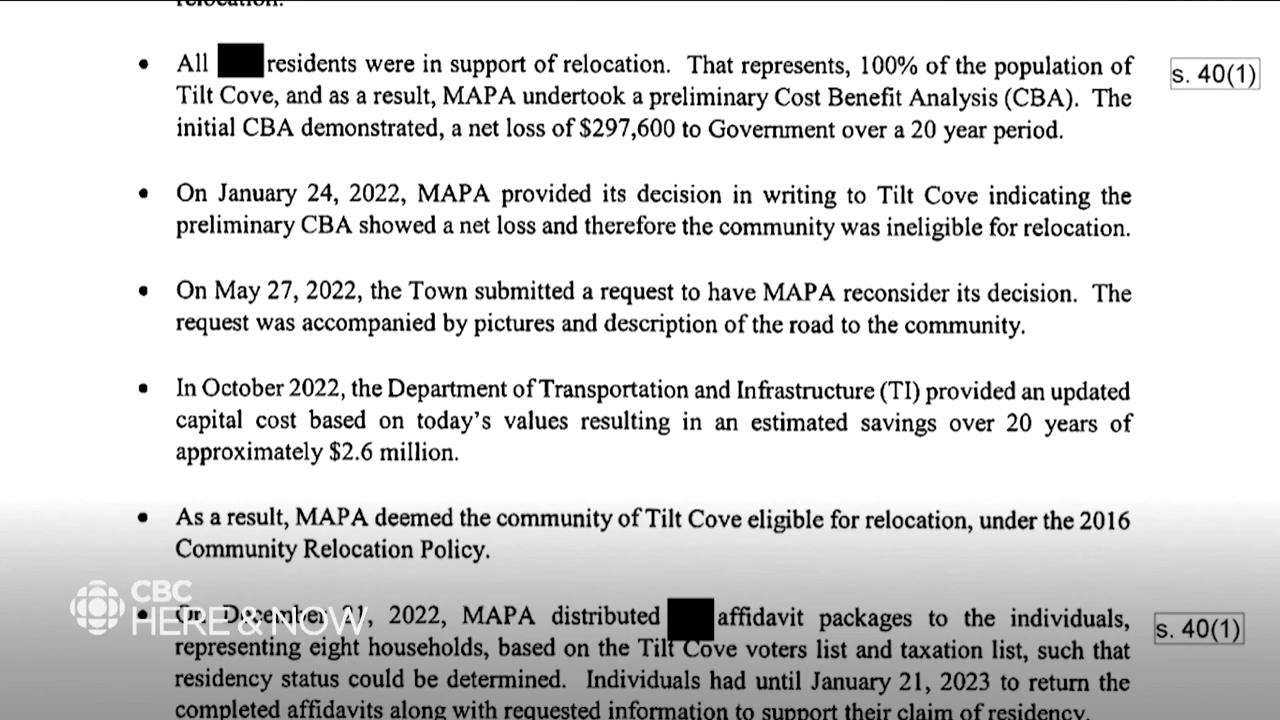 relocation.
• All residents were in support of relocation. That represents, 100% of the population of
s. 40(1)
Tilt Cove, and as a result, MAPA undertook a preliminary Cost Benefit Analysis (CBA). The
initial CBA demonstrated, a net loss of $297,600 to Government over a 20 year period.
• On January 24, 2022, MAPA provided its decision in writing to Tilt Cove indicating the
preliminary CBA showed a net loss and therefore the community was ineligible for relocation.
• On May 27, 2022, the Town submitted a request to have MAPA reconsider its decision. The
request was accompanied by pictures and description of the road to the community.
• In October 2022, the Department of Transportation and Infrastructure (TI) provided an updated
capital cost based on today's values resulting in an estimated savings over 20 years of
approximately $2.6 million.
• As a result, MAPA deemed the community of Tilt Cove eligible for relocation, under the 2016
Community Relocation Policy.
CBC
HERE & NOW
• On December 21, 2022, MAPA distributed affidavit packages to the individuals,
s. 40(1)
representing eight households, based on the Tilt Cove voters list and taxation list, such that
residency status could be determined. Individuals had until January 21, 2023 to return the
completed affidavits along with requested information to support their claim of residency.